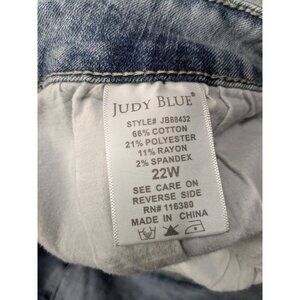 JUDY BLUE®
STYLE# JB88432
66% COTTON
21% POLYESTER
11% RAYON
2% SPANDEX
22W
SEE CARE ON
REVERSE SIDE
RN# 116380
MADE IN CHINA